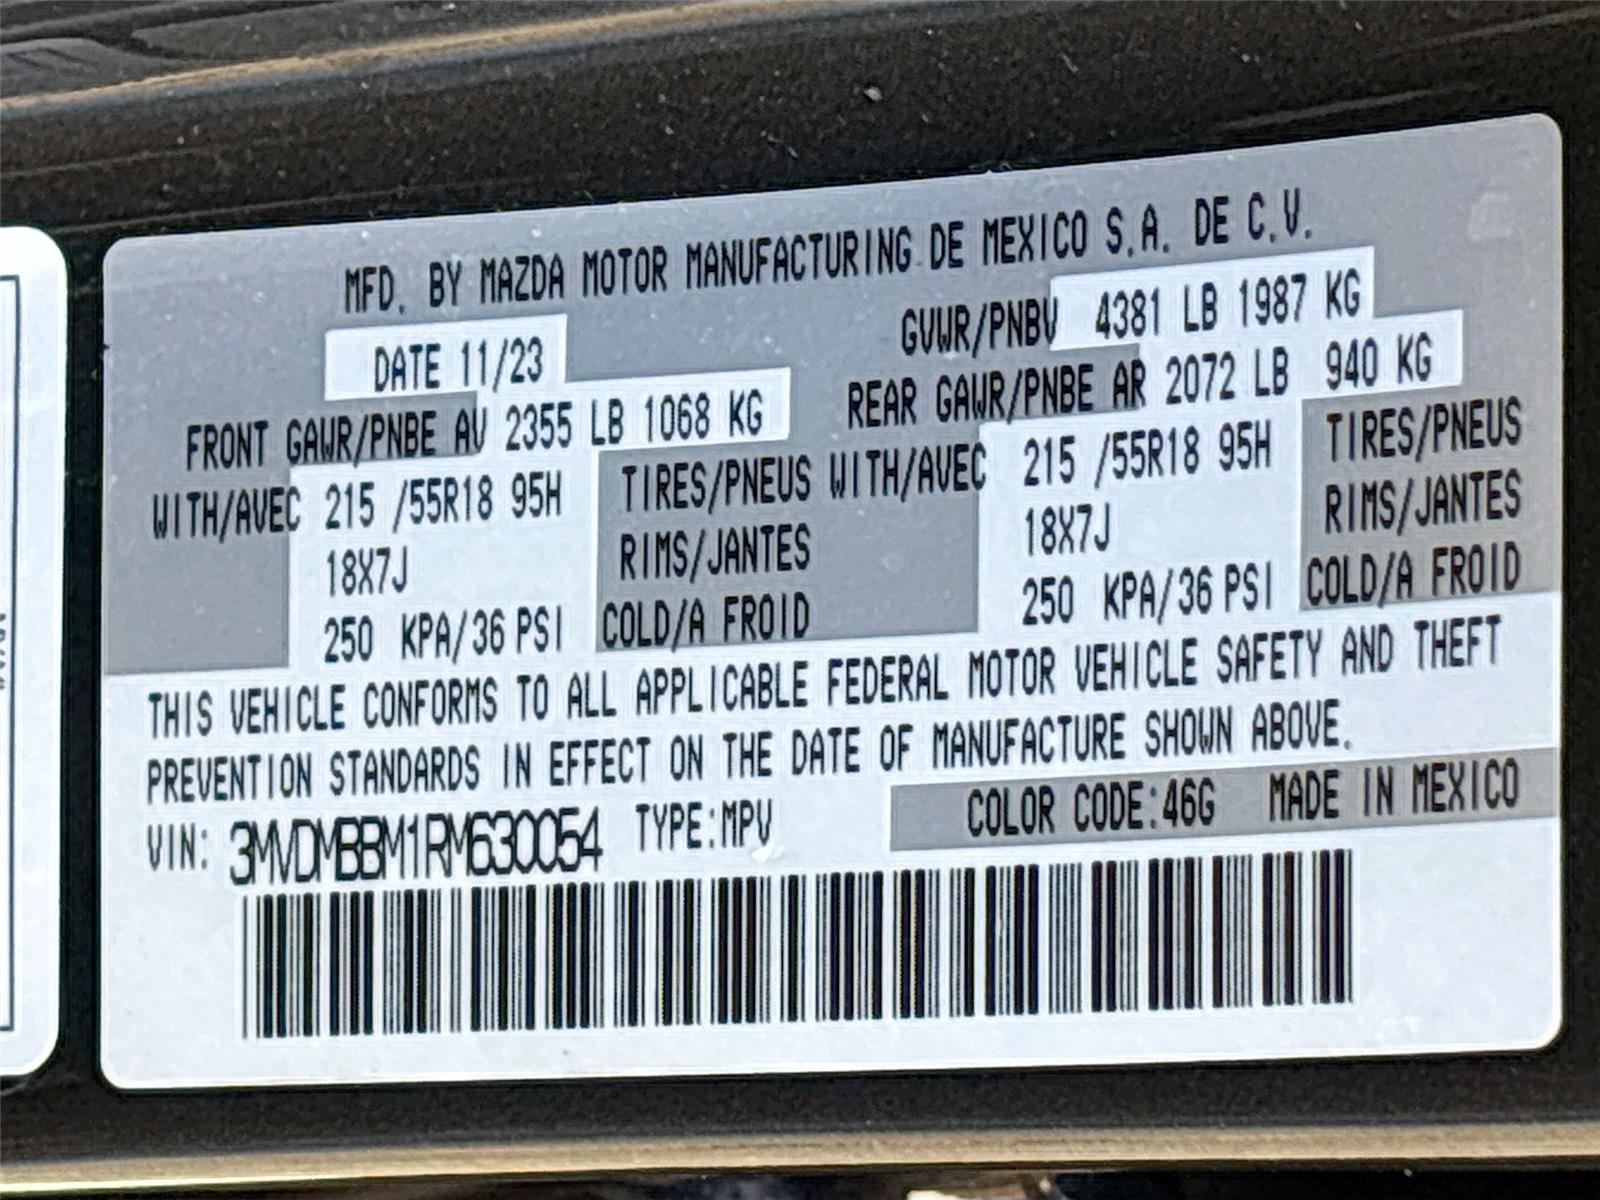 MFD. BY MAZDA MOTOR MANUFACTURING DE MEXICO S.A. DE C.V.
DATE 11/23 GVWR/PNBV 4381 LB 1987 KG
FRONT GAWR/PNBE AV 2355 LB 1068 KG REAR GAWR/PNBE AR 2072 LB 940 KG
WITH/AVEC 215 /55R18 95H TIRES/PNEUS WITH/AVEC 215 /55R18 95H TIRES/PNEUS
18X7J RIMS/JANTES 18X7J RIMS/JANTES
250 KPA/36 PSI COLD/A FROID 250 KPA/36 PSI COLD/A FROID
THIS VEHICLE CONFORMS TO ALL APPLICABLE FEDERAL MOTOR VEHICLE SAFETY AND THEFT
PREVENTION STANDARDS IN EFFECT ON THE DATE OF MANUFACTURE SHOWN ABOVE.
VIN: 3MVDMBBM1RM630054 TYPE:MPV COLOR CODE:46G MADE IN MEXICO